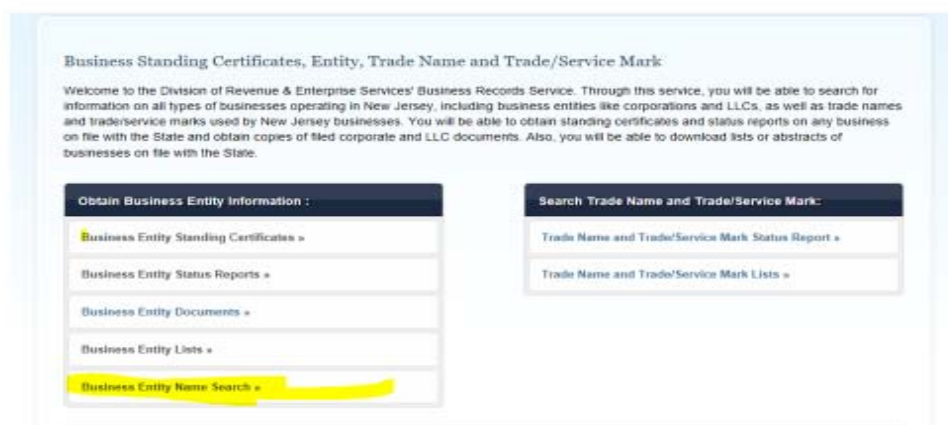 Business Standing Certificates, Entity, Trade Name and Trade/Service Mark
Welcome to the Division of Revenue & Enterprise Services' Business Records Service. Through this service, you will be able to search for
information on all types of businesses operating in New Jersey, including business entities like corporations and LLCs, as well as trade names
and trade/service marks used by New Jersey businesses. You will be able to obtain standing certificates and status reports on any business
on file with the State and obtain copies of filed corporate and LLC documents. Also, you will be able to download lists or abstracts of
businesses on file with the State.
Obtain Business Entity Information :
Business Entity Standing Certificates »
Business Entity Status Reports »
Business Entity Documents »
Business Entity Lists »
Business Entity Name Search »
Search Trade Name and Trade/Service Mark:
Trade Name and Trade/Service Mark Status Report »
Trade Name and Trade/Service Mark Lists »